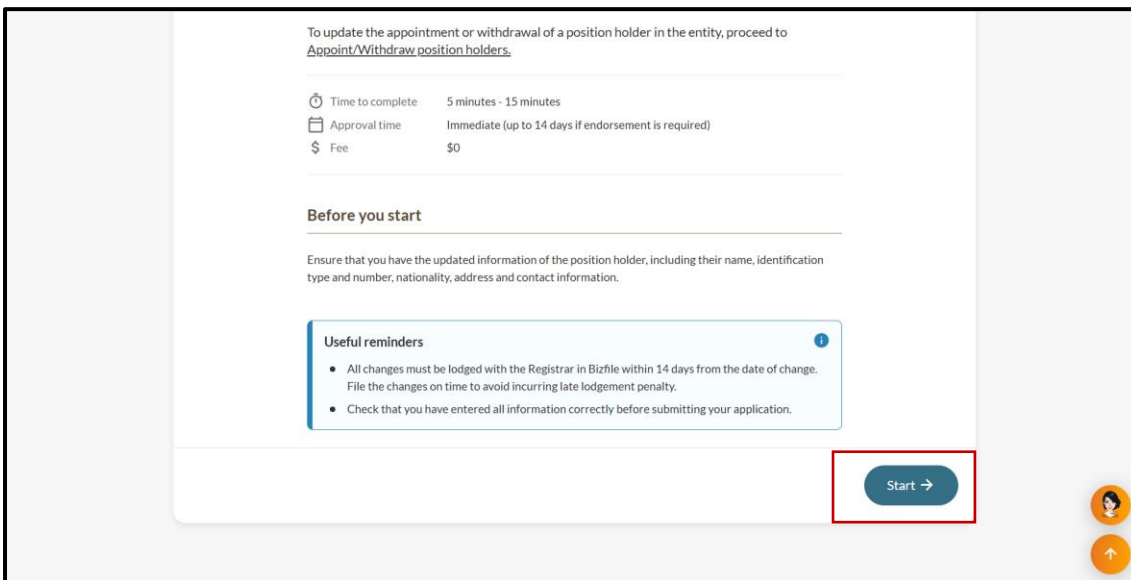 To update the appointment or withdrawal of a position holder in the entity, proceed to
Appoint/Withdraw position holders.
Time to complete 5 minutes - 15 minutes
Approval time Immediate (up to 14 days if endorsement is required)
$ Fee $0
Before you start
Ensure that you have the updated information of the position holder, including their name, identification
type and number, nationality, address and contact information.
Useful reminders
• All changes must be lodged with the Registrar in Bizfile within 14 days from the date of change.
File the changes on time to avoid incurring late lodgement penalty.
• Check that you have entered all information correctly before submitting your application.
Start →